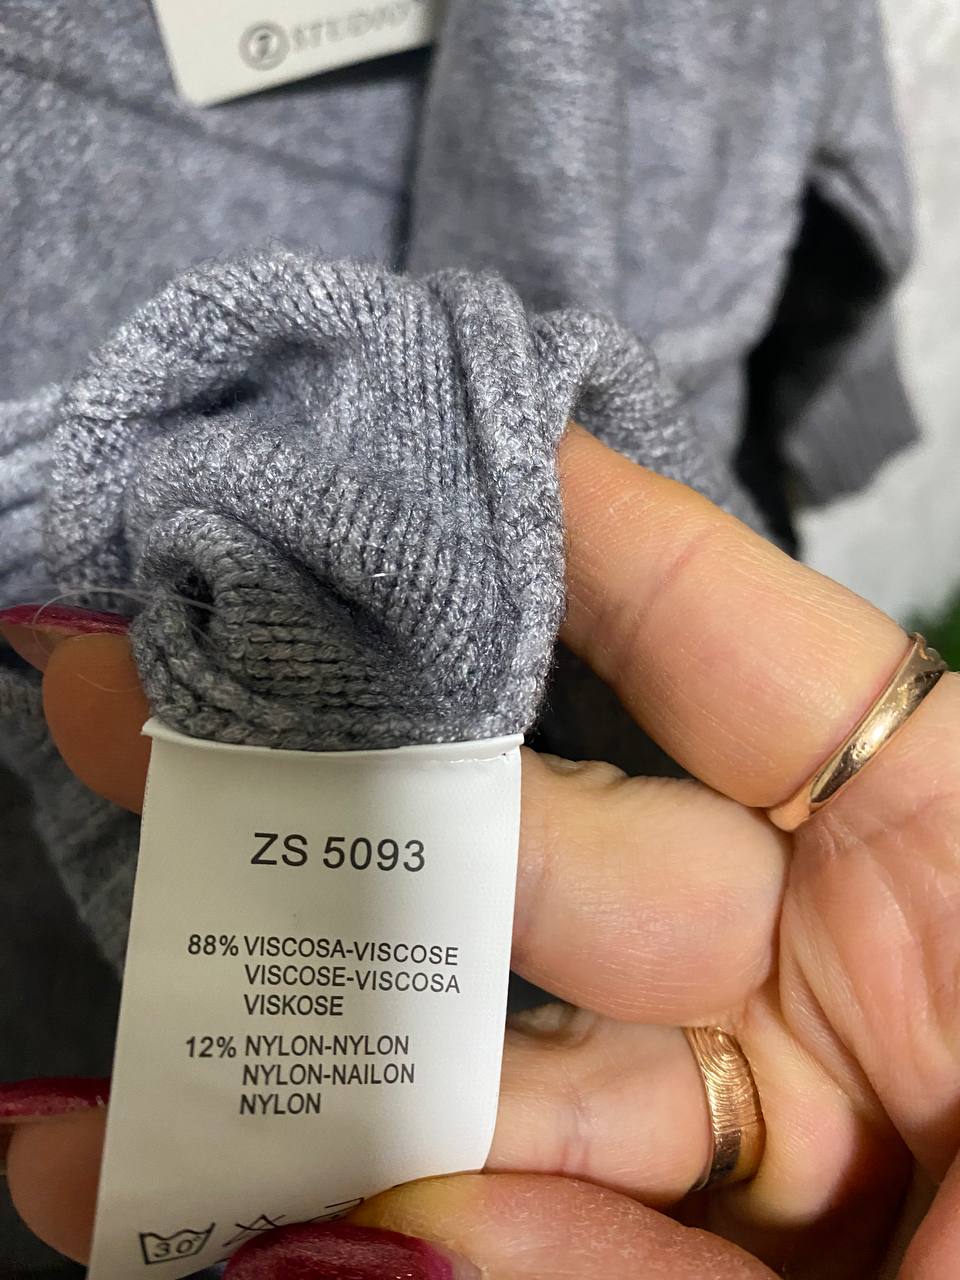 Z STUDIO
ZS 5093
88% VISCOSA-VISCOSE
VISCOSE-VISCOSA
VISKOSE
12% NYLON-NYLON
NYLON-NAILON
NYLON
30°